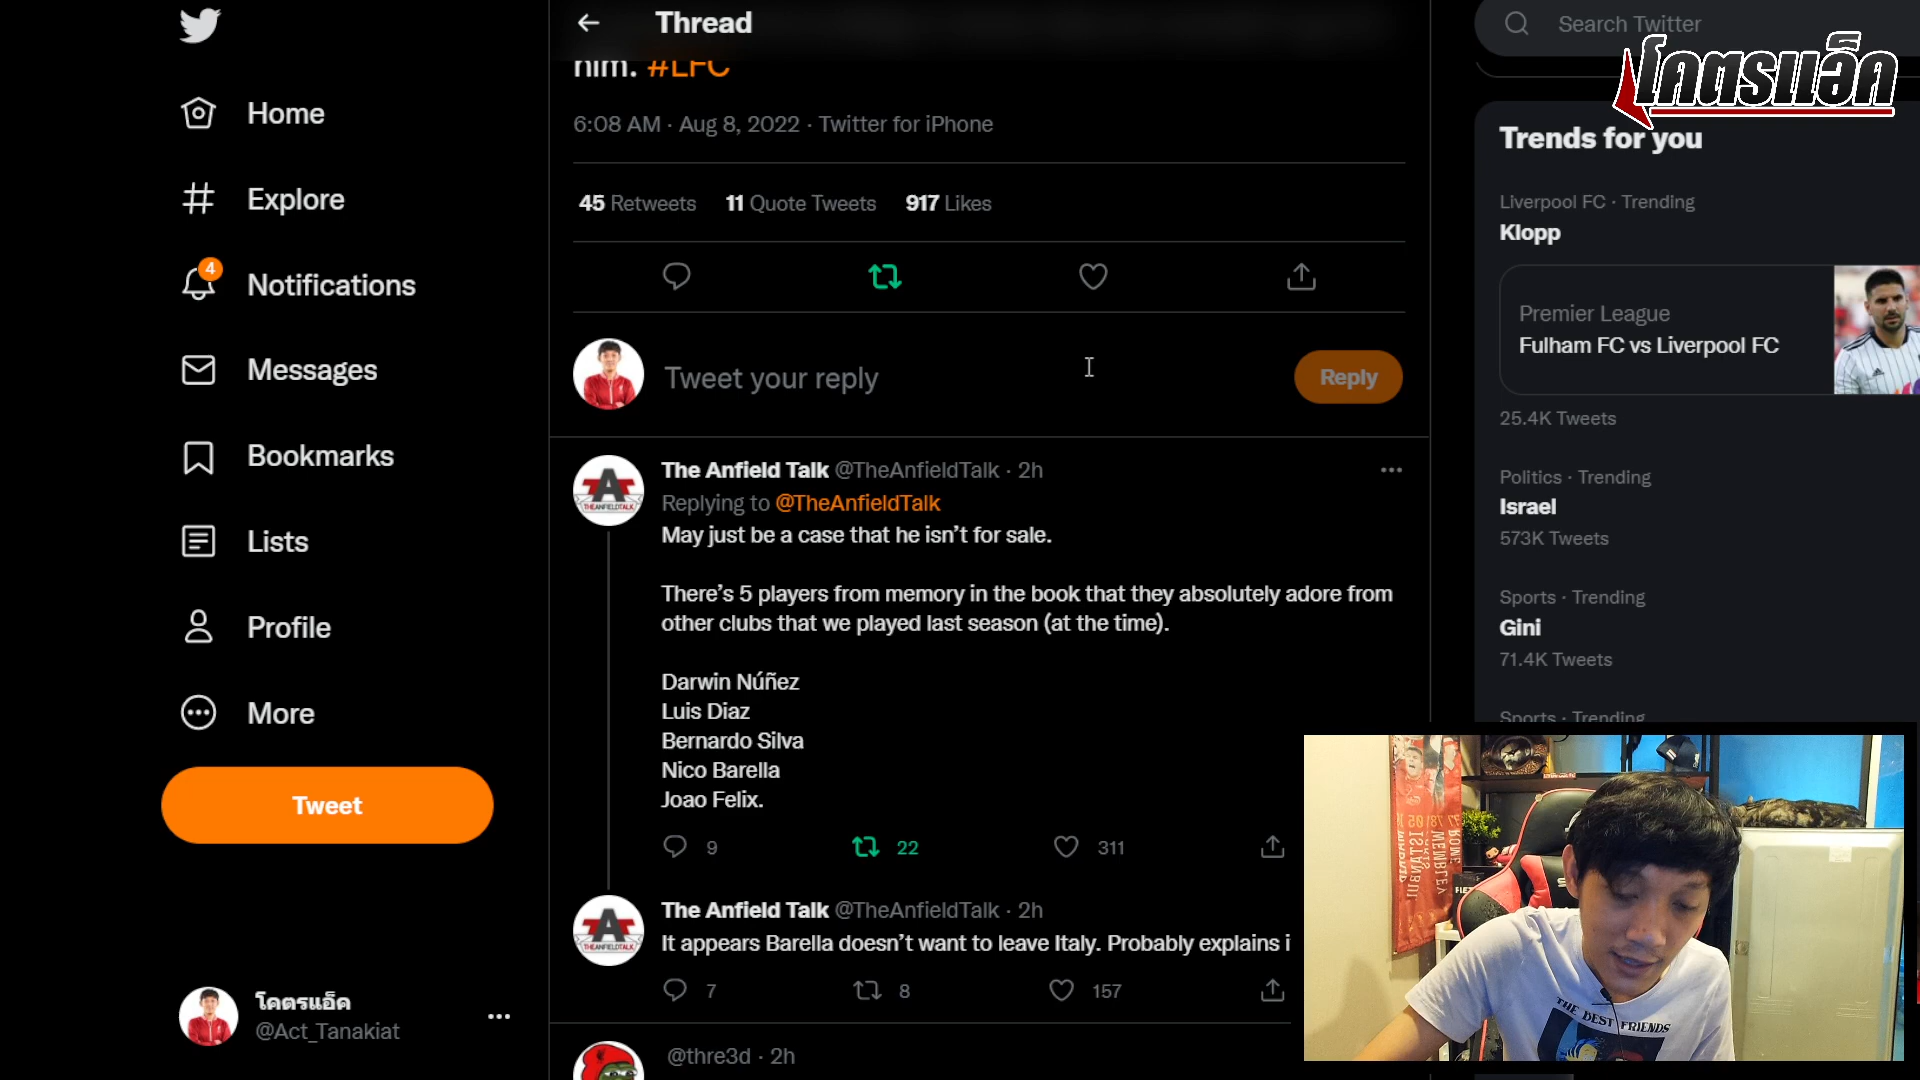 Home
Explore
4
Notifications
Messages
Bookmarks
Lists
Profile
More
Tweet
โคตรแอ็ค
@Act_Tanakiat
Thread
him. #LFC
6:08 AM · Aug 8, 2022 · Twitter for iPhone
45 Retweets 11 Quote Tweets 917 Likes
Tweet your reply
Reply
The Anfield Talk @TheAnfieldTalk · 2h
Replying to @TheAnfieldTalk
May just be a case that he isn’t for sale.
There’s 5 players from memory in the book that they absolutely adore from
other clubs that we played last season (at the time).
Darwin Núñez
Luis Diaz
Bernardo Silva
Nico Barella
Joao Felix.
9 22 311
The Anfield Talk @TheAnfieldTalk · 2h
It appears Barella doesn’t want to leave Italy. Probably explains i
7 8 157
@thre3d · 2h
Search Twitter
โคตรแอ็ค
Trends for you
Liverpool FC · Trending
Klopp
Premier League
Fulham FC vs Liverpool FC
25.4K Tweets
Politics · Trending
Israel
573K Tweets
Sports · Trending
Gini
71.4K Tweets
Sports · Trending
THE BEST FRIENDS